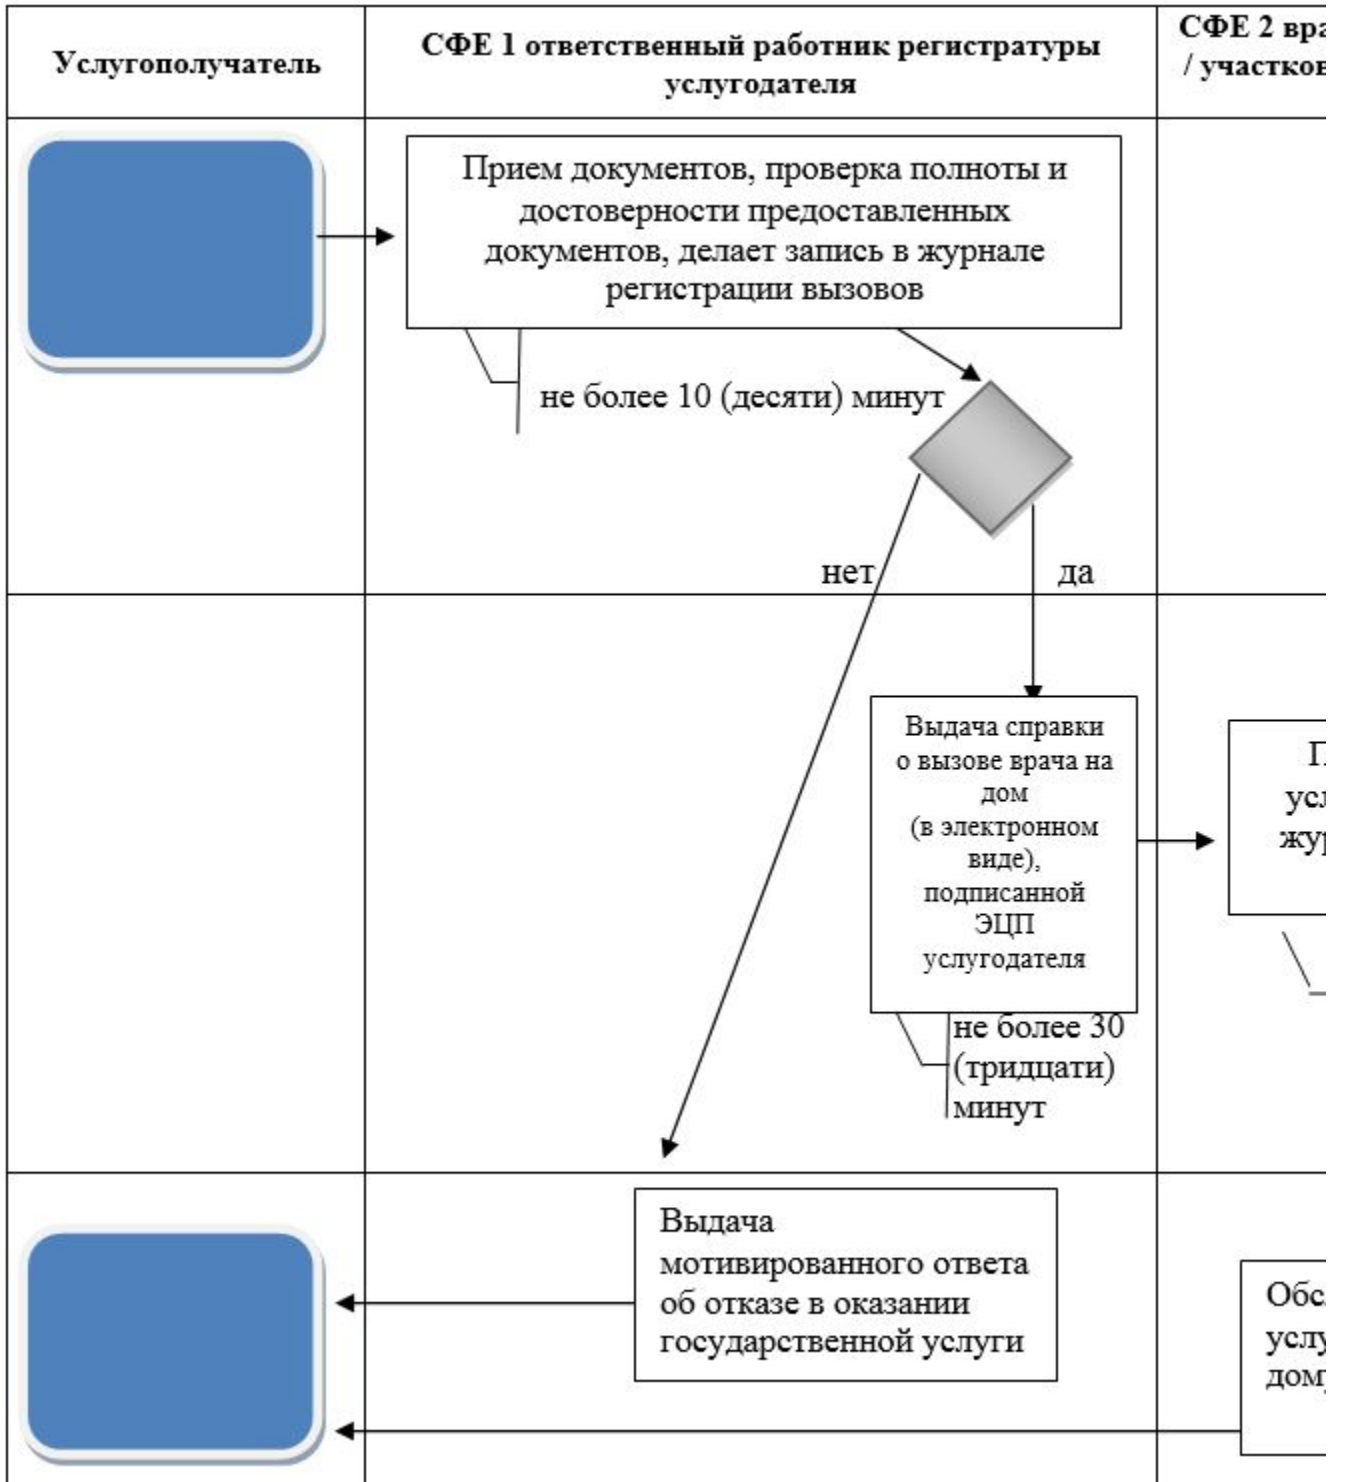 Услугополучатель
СФЕ 1 ответственный работник регистратуры
услугодателя
СФЕ 2
/
Прием документов, проверка полноты и
достоверности предоставленных
документов, делает запись в журнале
регистрации вызовов
не более 10 (десяти) минут
нет
да
Выдача справки
о вызове врача на
дом
(в электронном
виде),
подписанной
ЭЦП
услугодателя
не более 30
(тридцати)
минут
Выдача
мотивированного ответа
об отказе в оказании
государственной услуги